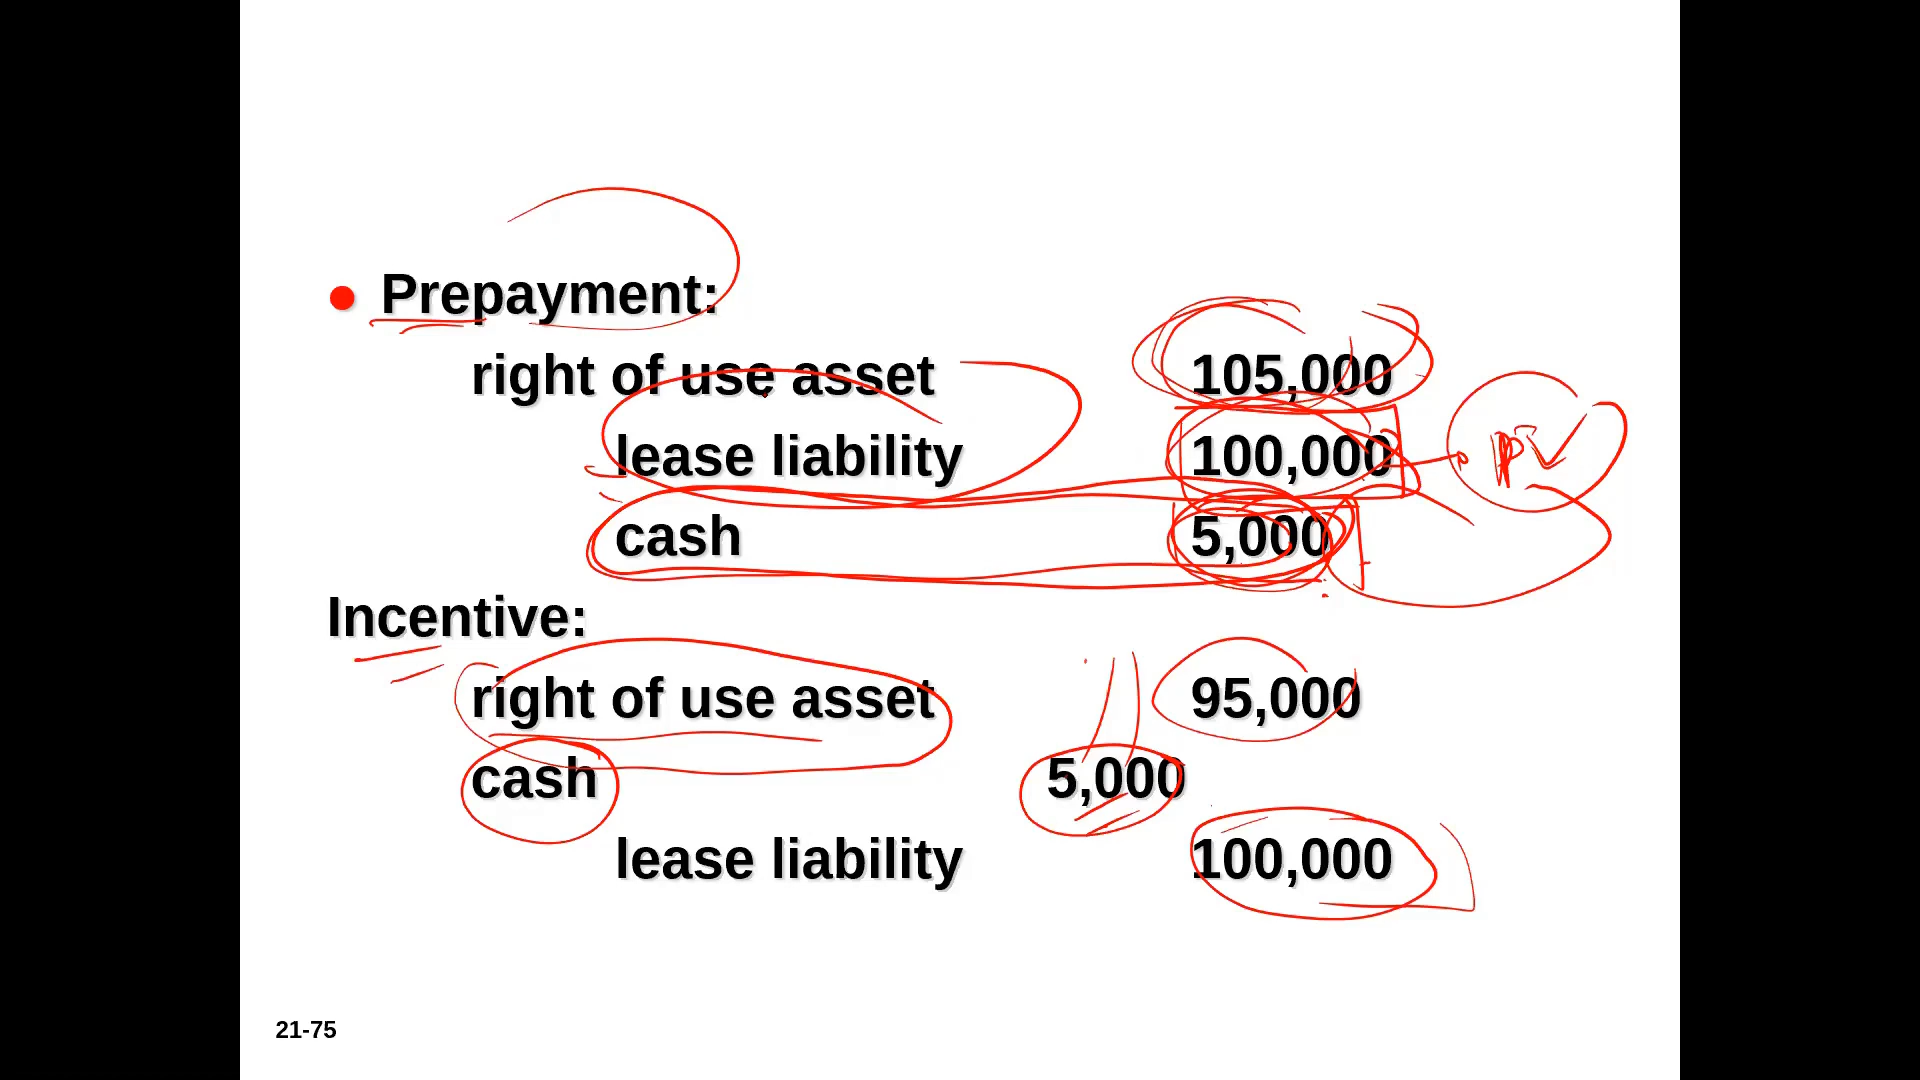 • Prepayment:
right of use asset 105,000
lease liability 100,000 PV
cash 5,000
Incentive:
right of use asset 95,000
cash 5,000
lease liability 100,000
21-75